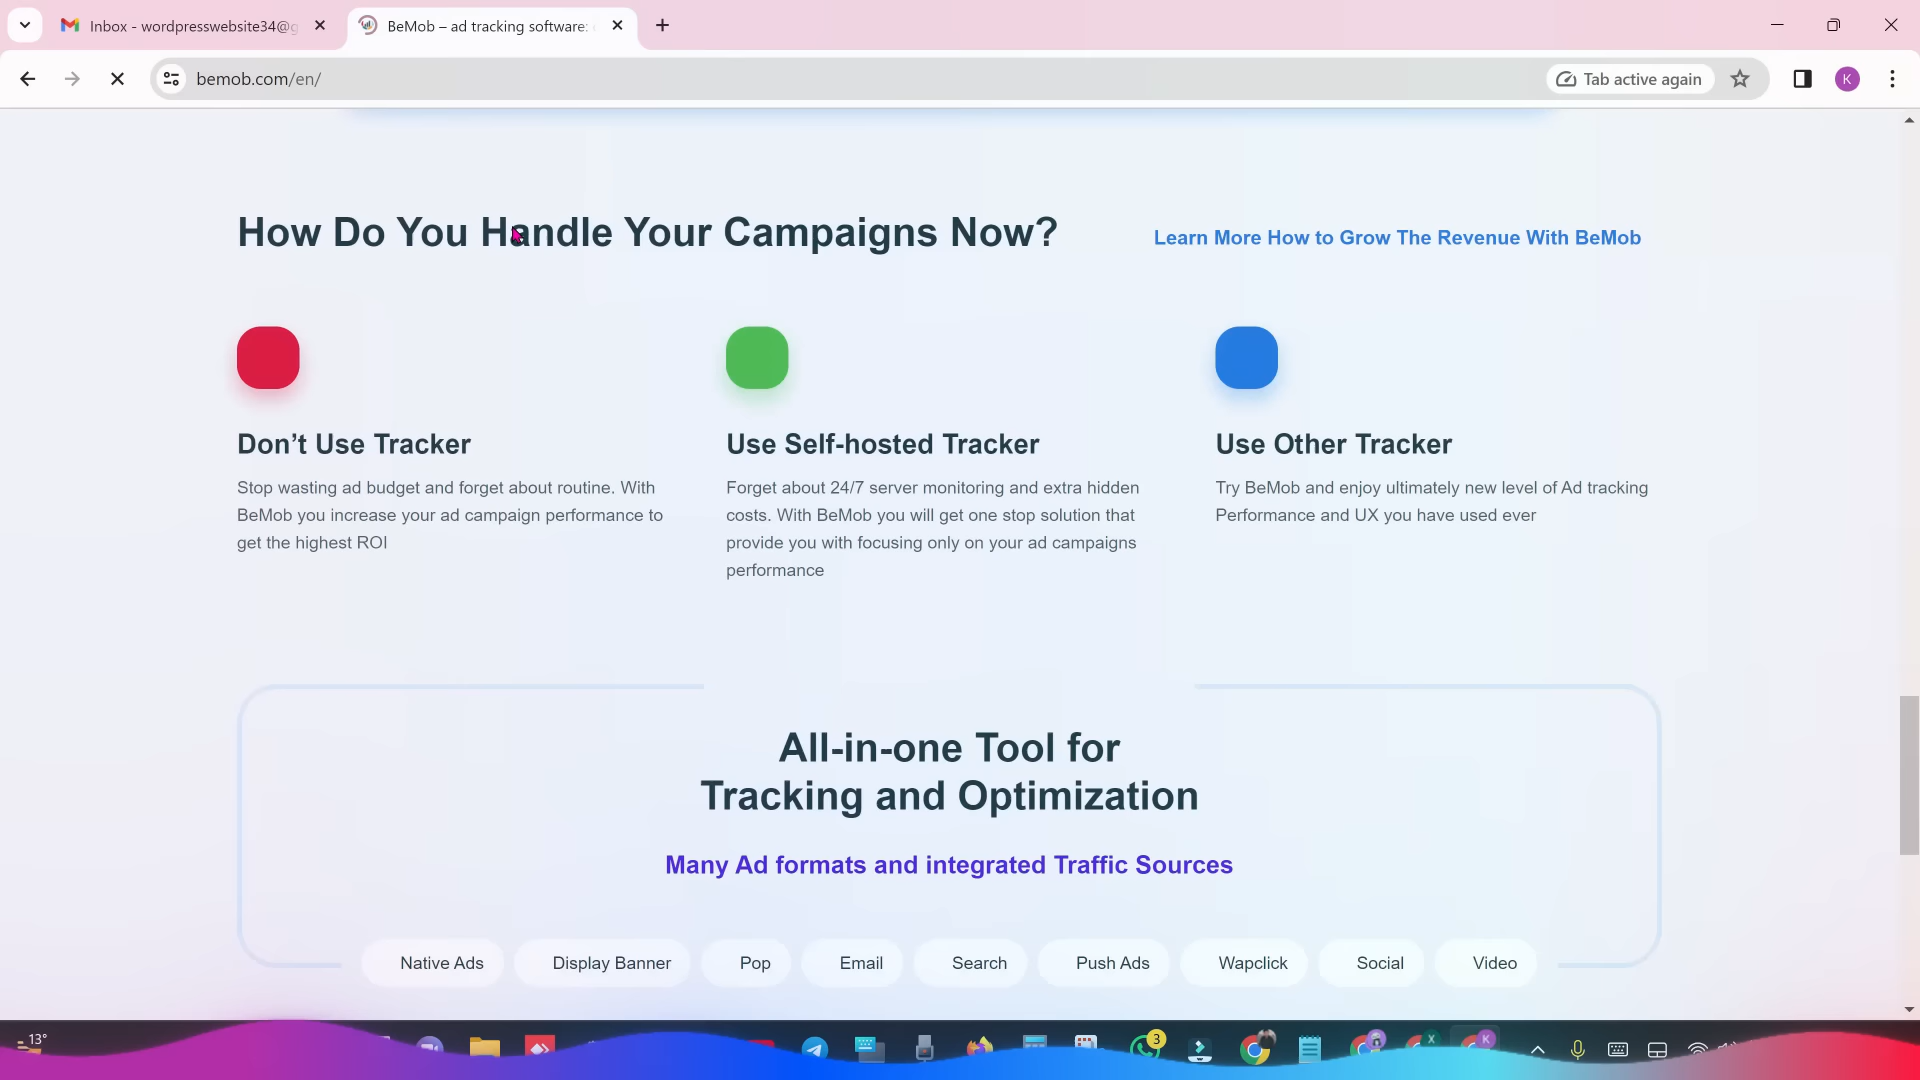 Inbox - wordpresswebsite34@g
BeMob – ad tracking software:
bemob.com/en/
Tab active again
K
How Do You Handle Your Campaigns Now?
Learn More How to Grow The Revenue With BeMob
Don’t Use Tracker
Stop wasting ad budget and forget about routine. With
BeMob you increase your ad campaign performance to
get the highest ROI
Use Self-hosted Tracker
Forget about 24/7 server monitoring and extra hidden
costs. With BeMob you will get one stop solution that
provide you with focusing only on your ad campaigns
performance
Use Other Tracker
Try BeMob and enjoy ultimately new level of Ad tracking
Performance and UX you have used ever
All-in-one Tool for
Tracking and Optimization
Many Ad formats and integrated Traffic Sources
Native Ads
Display Banner
Pop
Email
Search
Push Ads
Wapclick
Social
Video
13°
3
X
K